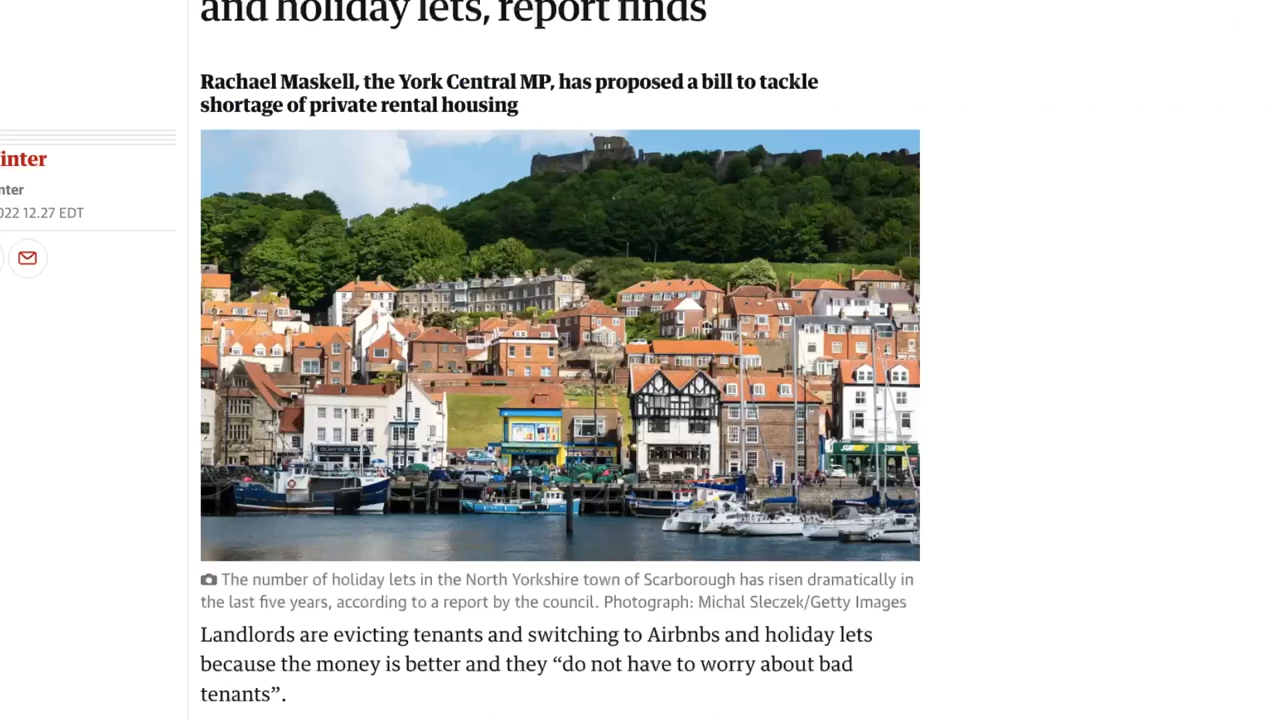 and holiday lets, report finds
Rachael Maskell, the York Central MP, has proposed a bill to tackle
shortage of private rental housing
inter
nter
022 12.27 EDT
SUBWAY
The number of holiday lets in the North Yorkshire town of Scarborough has risen dramatically in
the last five years, according to a report by the council. Photograph: Michal Sleczek/Getty Images
Landlords are evicting tenants and switching to Airbnbs and holiday lets
because the money is better and they “do not have to worry about bad
tenants”.